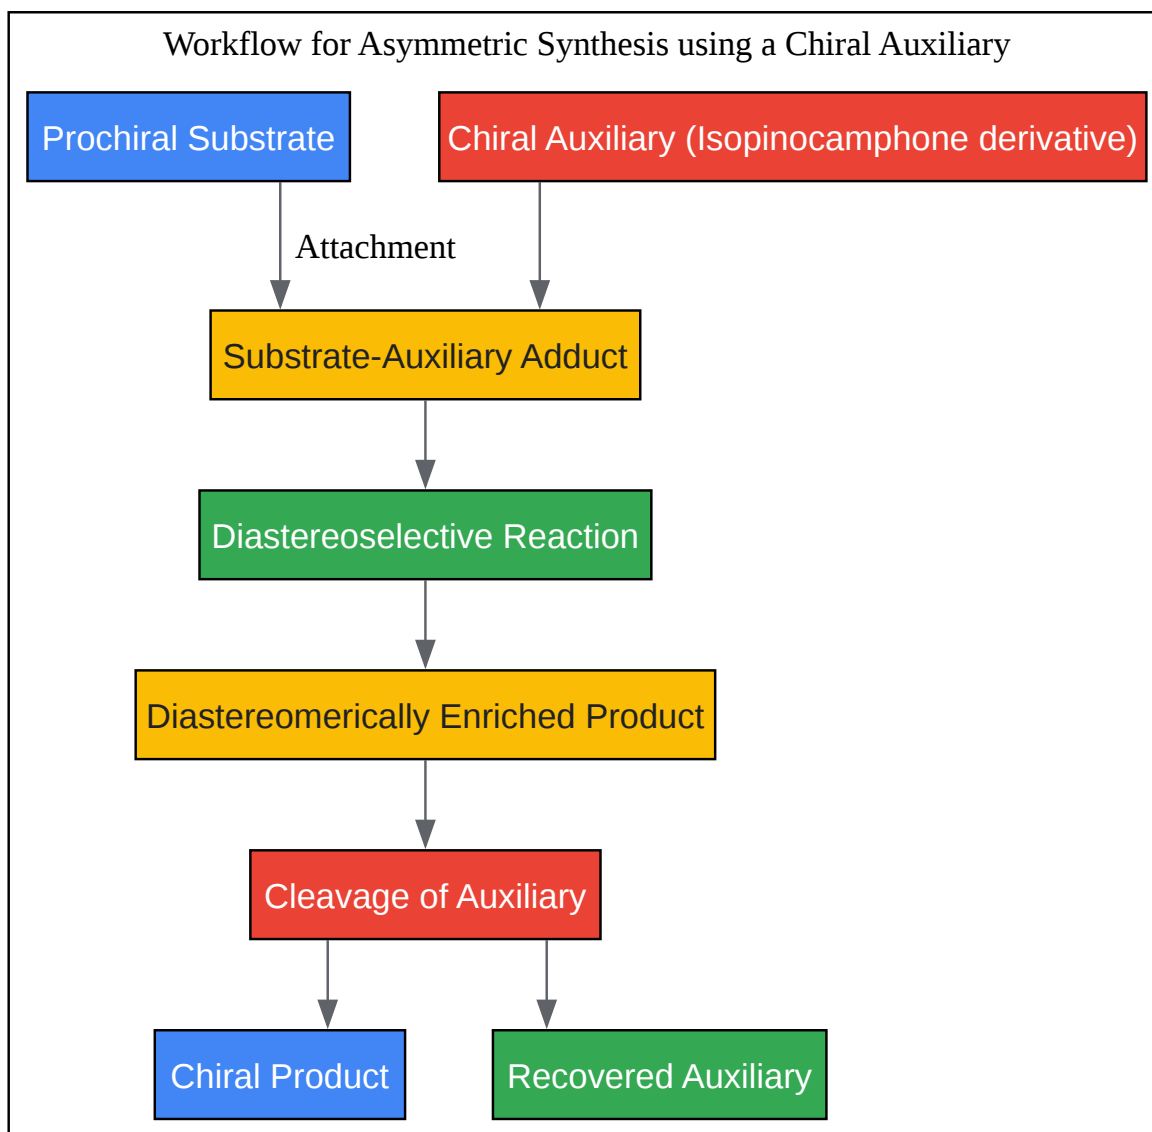 Workflow for Asymmetric Synthesis using a Chiral Auxiliary
Prochiral Substrate
Chiral Auxiliary (Isopinocamphone derivative)
Attachment
Substrate-Auxiliary Adduct
Diastereoselective Reaction
Diastereomerically Enriched Product
Cleavage of Auxiliary
Chiral Product
Recovered Auxiliary